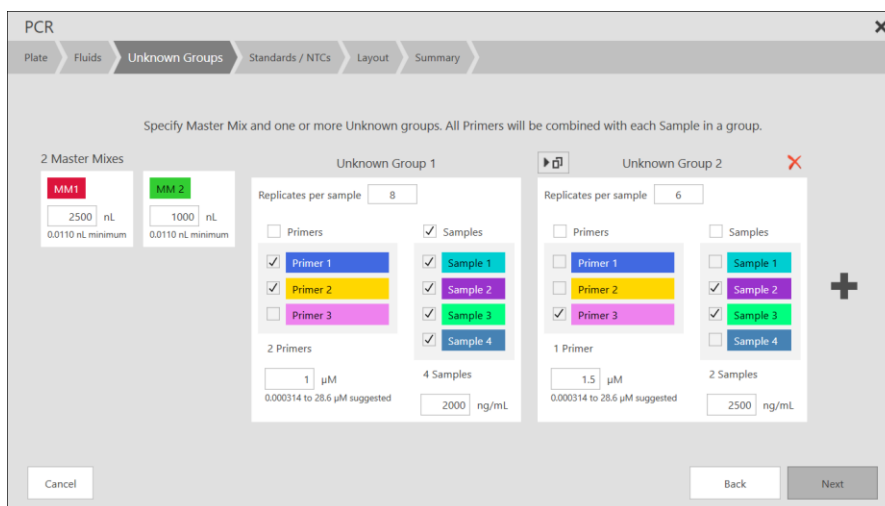 PCR
Plate Fluids Unknown Groups Standards / NTCs Layout Summary
Specify Master Mix and one or more Unknown groups. All Primers will be combined with each Sample in a group.
2 Master Mixes
MM1
2500 nL
0.0110 nL minimum
MM 2
1000 nL
0.0110 nL minimum
Unknown Group 1
Replicates per sample 8
Primers
Primer 1
Primer 2
Primer 3
2 Primers
1 µM
0.000314 to 28.6 µM suggested
Samples
Sample 1
Sample 2
Sample 3
Sample 4
4 Samples
2000 ng/mL
Unknown Group 2
Replicates per sample 6
Primers
Primer 1
Primer 2
Primer 3
1 Primer
1.5 µM
0.000314 to 28.6 µM suggested
Samples
Sample 1
Sample 2
Sample 3
Sample 4
2 Samples
2500 ng/mL
Cancel
Back
Next